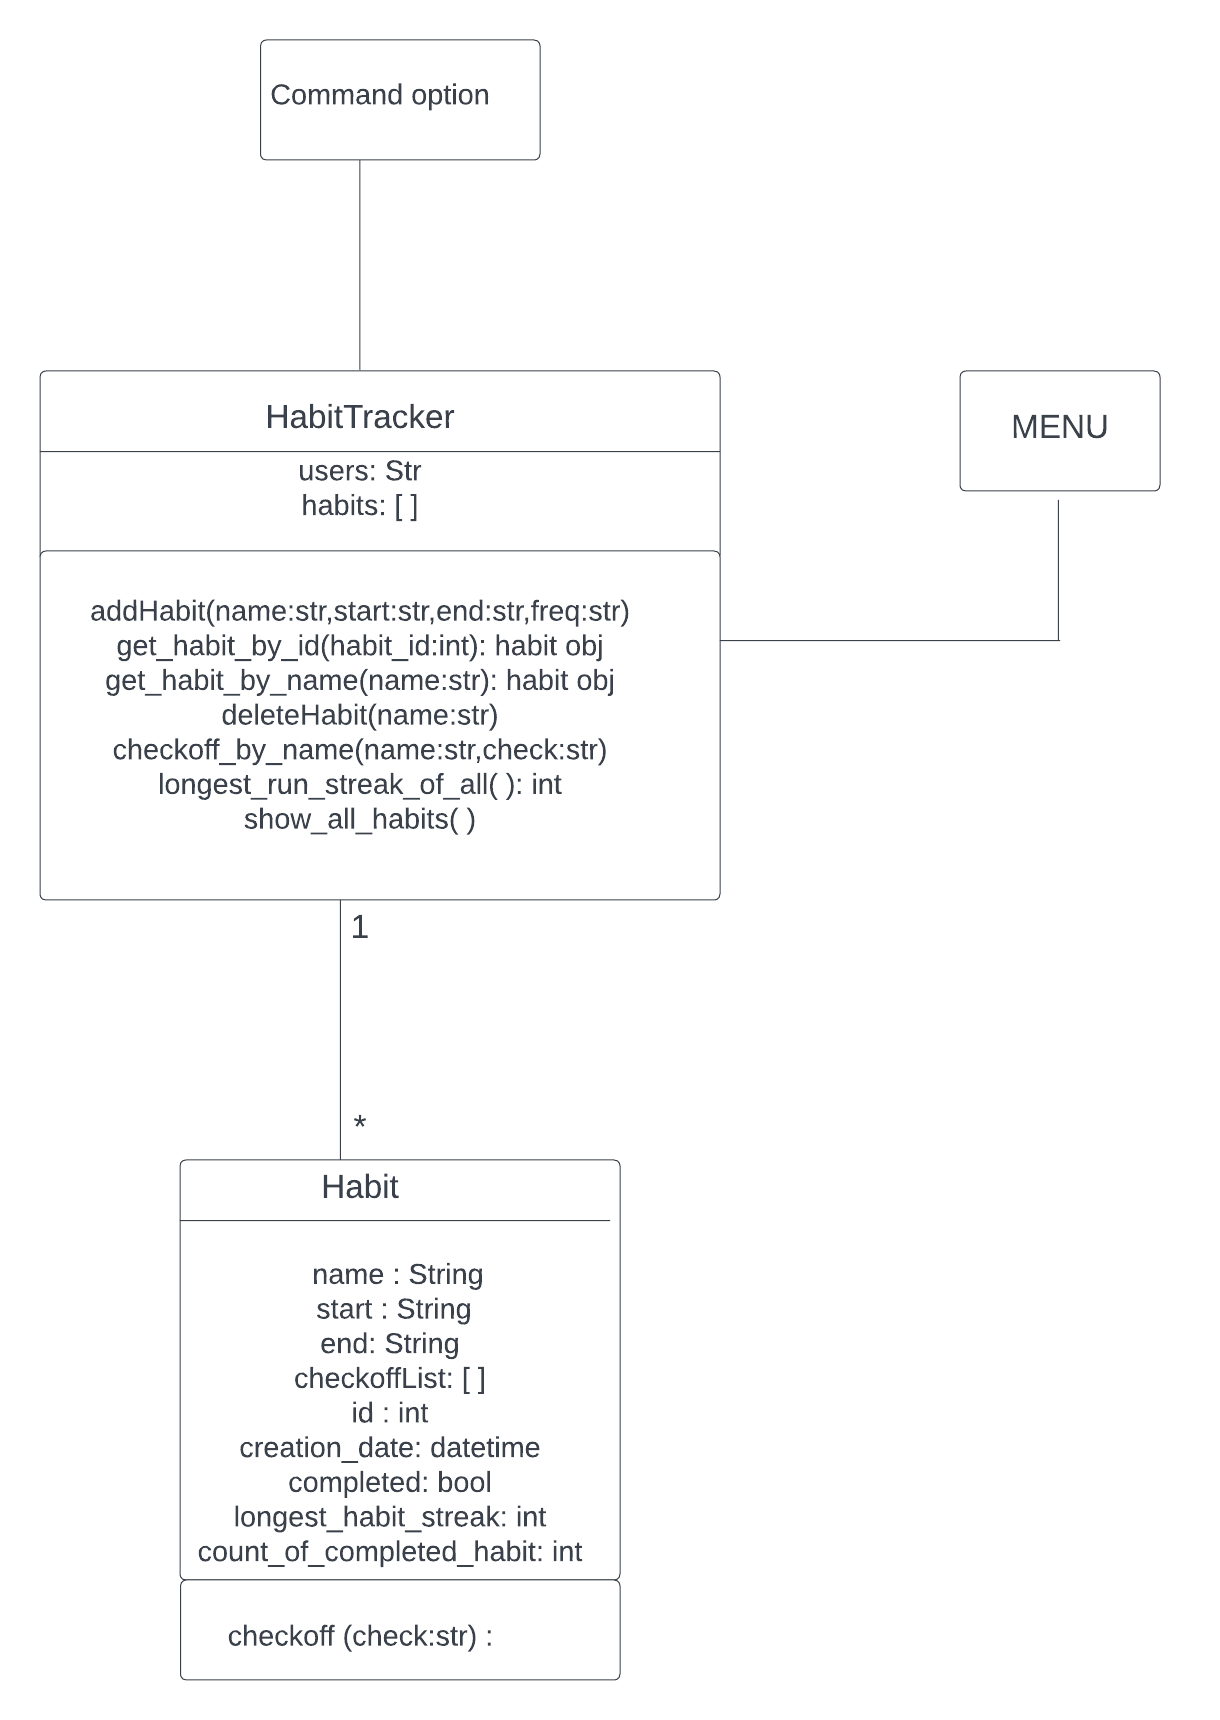 Command option
HabitTracker
users: Str
habits: [ ]
MENU
addHabit(name:str,start:str,end:str,freq:str)
get_habit_by_id(habit_id:int): habit obj
get_habit_by_name(name:str): habit obj
deleteHabit(name:str)
checkoff_by_name(name:str,check:str)
longest_run_streak_of_all( ): int
show_all_habits( )
1
*
Habit
name : String
start : String
end: String
checkoffList: [ ]
id : int
creation_date: datetime
completed: bool
longest_habit_streak: int
count_of_completed_habit: int
checkoff (check:str) :